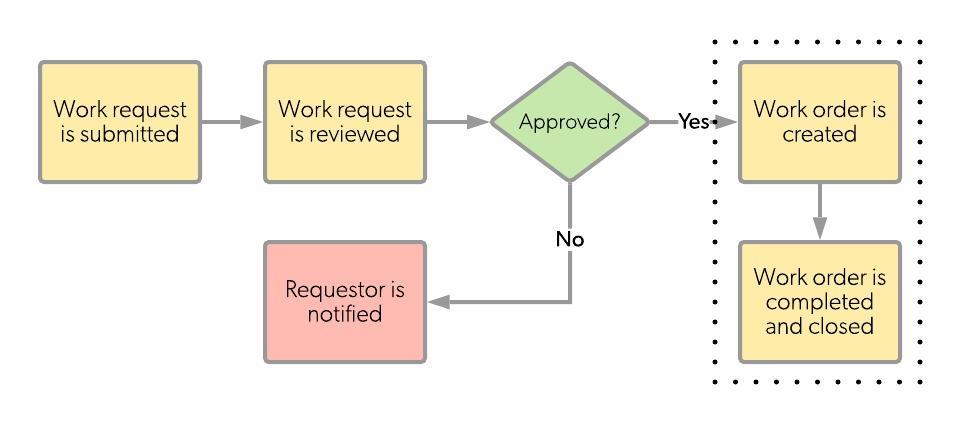 Work request
is submitted
Work request
is reviewed
Approved?
Yes
Work order is
created
No
Requestor is
notified
Work order is
completed
and closed